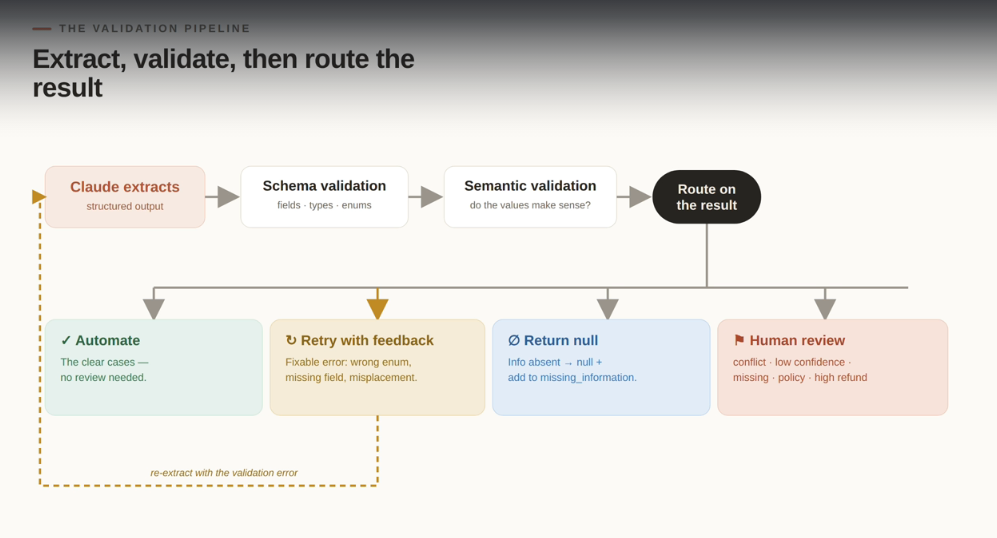 THE VALIDATION PIPELINE
Extract, validate, then route the
result
Claude extracts
structured output
Schema validation
fields · types · enums
Semantic validation
do the values make sense?
Route on
the result
✓ Automate
The clear cases —
no review needed.
↻ Retry with feedback
Fixable error: wrong enum,
missing field, misplacement.
∅ Return null
Info absent → null +
add to missing_information.
⚑ Human review
conflict · low confidence ·
missing · policy · high refund
re-extract with the validation error